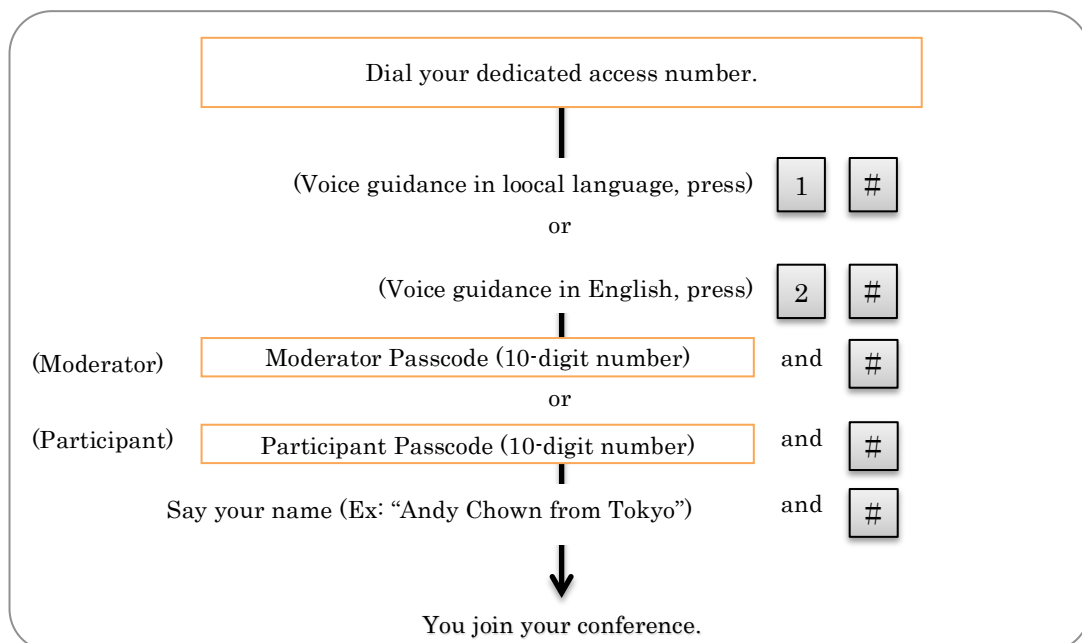 Dial your dedicated access number.
(Voice guidance in loocal language, press) 1 #
or
(Voice guidance in English, press) 2 #
(Moderator) Moderator Passcode (10-digit number) and #
or
(Participant) Participant Passcode (10-digit number) and #
Say your name (Ex: “Andy Chown from Tokyo”) and #
You join your conference.